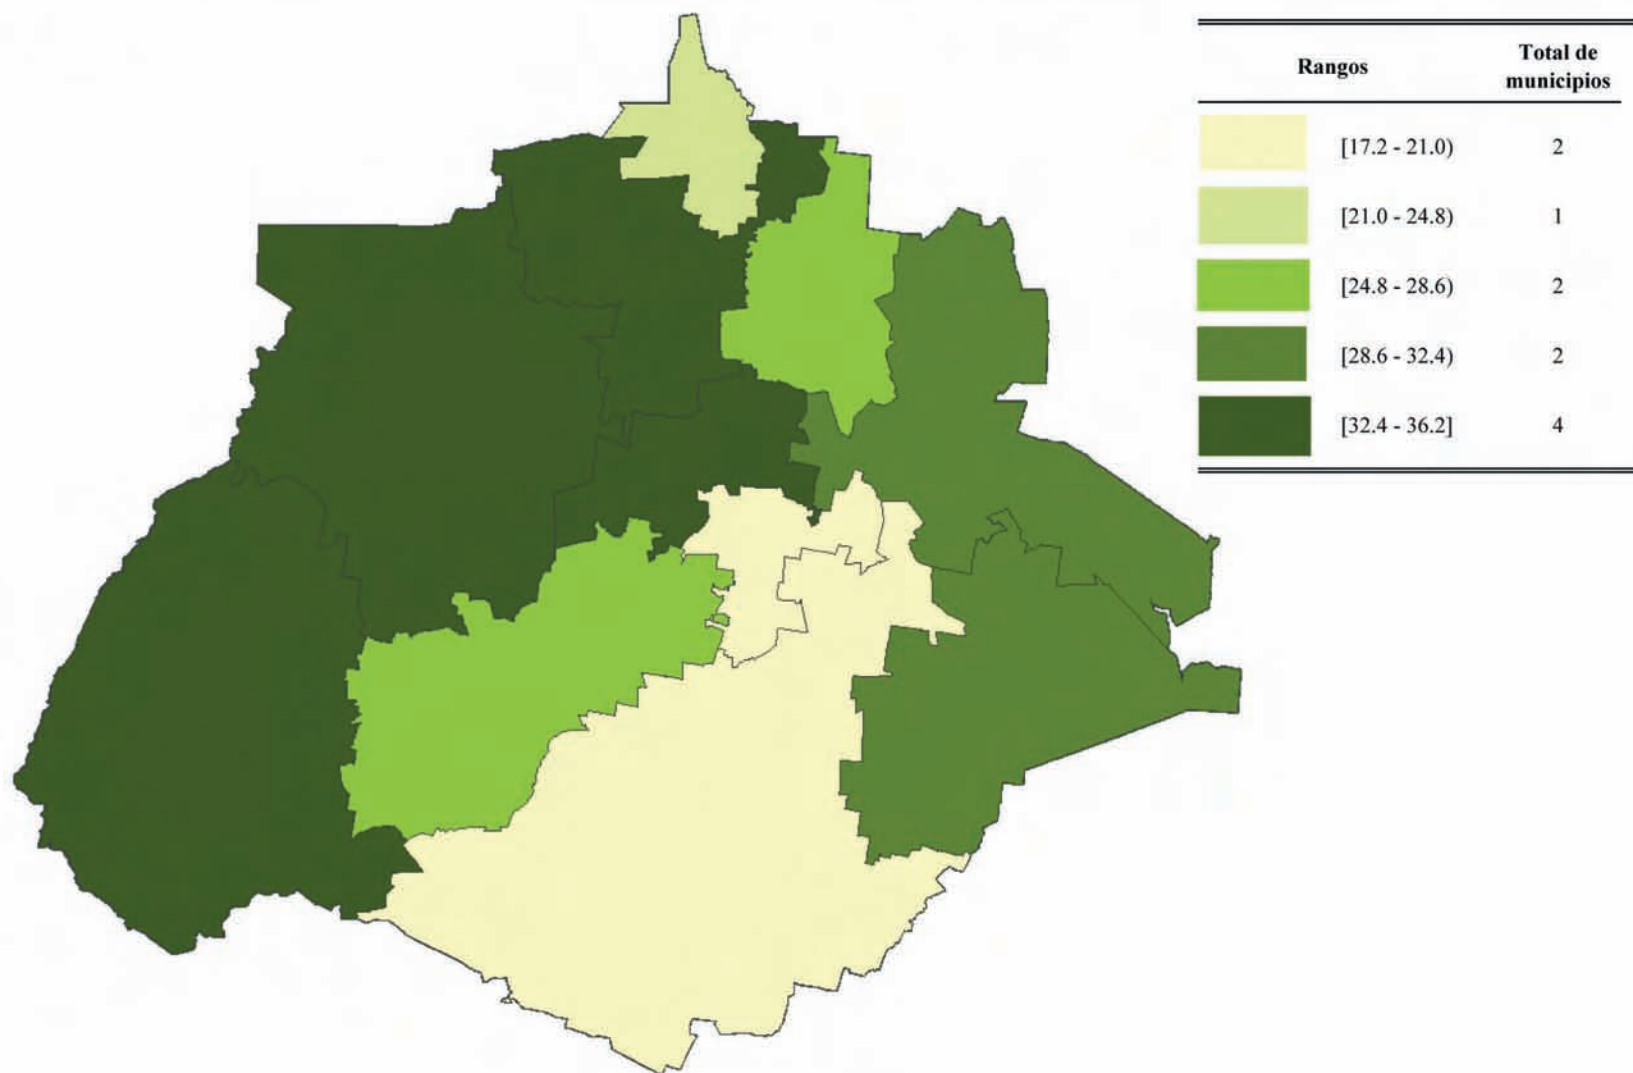 Rangos Total de
municipios
[17.2 - 21.0) 2
[21.0 - 24.8) 1
[24.8 - 28.6) 2
[28.6 - 32.4) 2
[32.4 - 36.2] 4